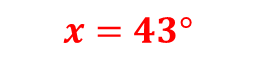 x = 43°